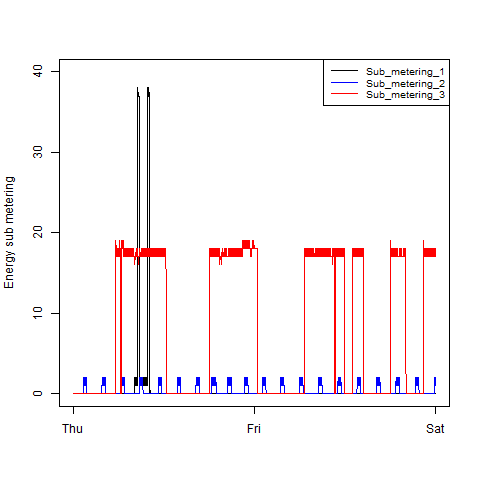 Sub_metering_1
Sub_metering_2
Sub_metering_3
Energy sub metering
40
30
20
10
0
Thu Fri Sat